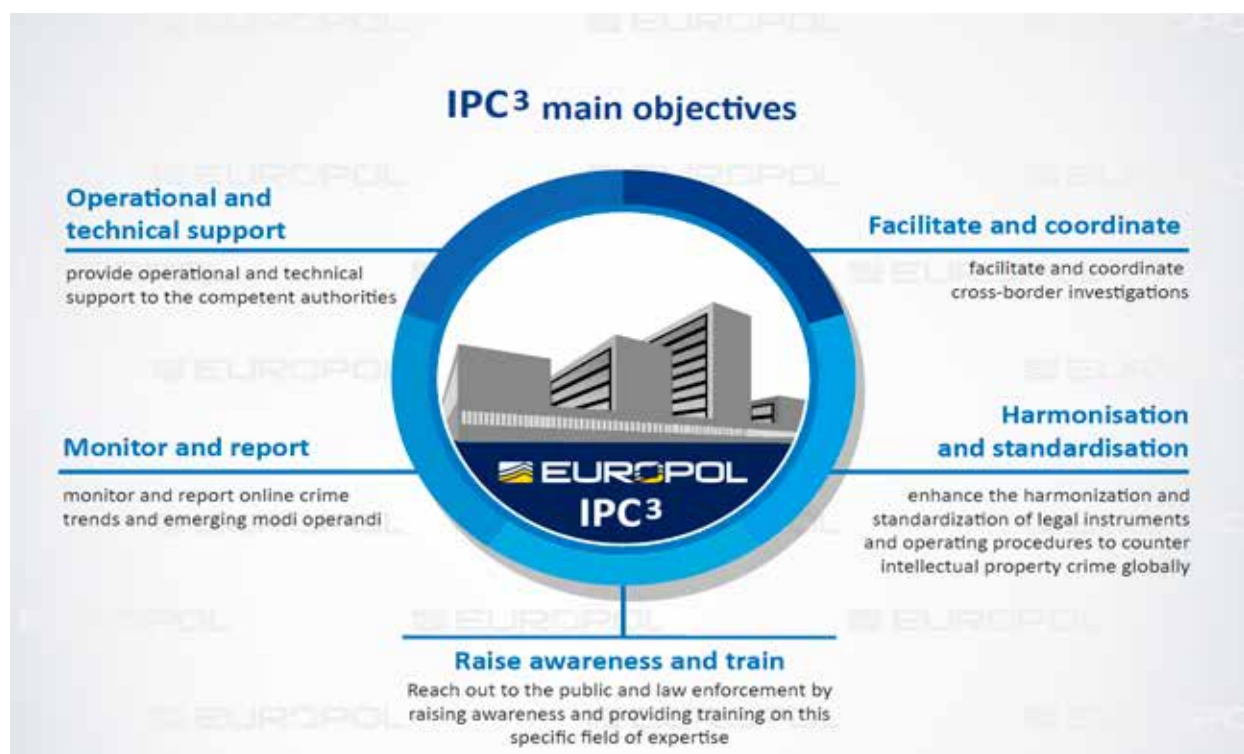 IPC³ main objectives
Operational and
technical support
provide operational and technical
support to the competent authorities
Facilitate and coordinate
facilitate and coordinate
cross-border investigations
Monitor and report
monitor and report online crime
trends and emerging modi operandi
Harmonisation
and standardisation
enhance the harmonization and
standardization of legal instruments
and operating procedures to counter
intellectual property crime globally
EUROPOL
IPC³
Raise awareness and train
Reach out to the public and law enforcement by
raising awareness and providing training on this
specific field of expertise